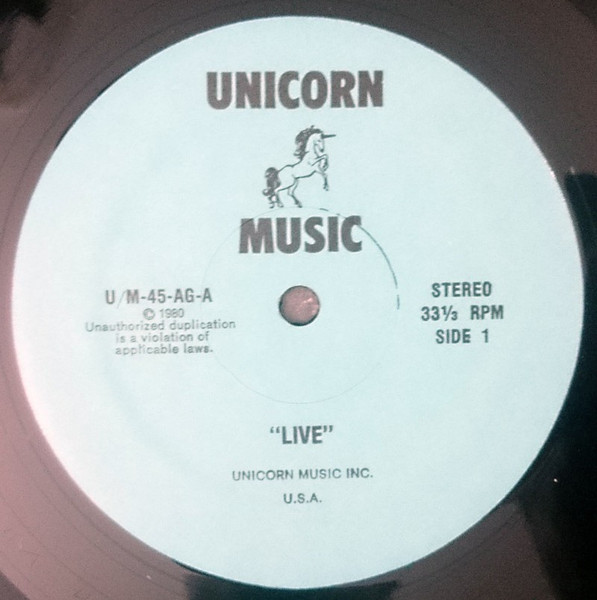 UNICORN
MUSIC
U/M-45-AG-A
© 1980
Unauthorized duplication
is a violation of
applicable laws.
STEREO
33⅓ RPM
SIDE 1
“LIVE”
UNICORN MUSIC INC.
U.S.A.